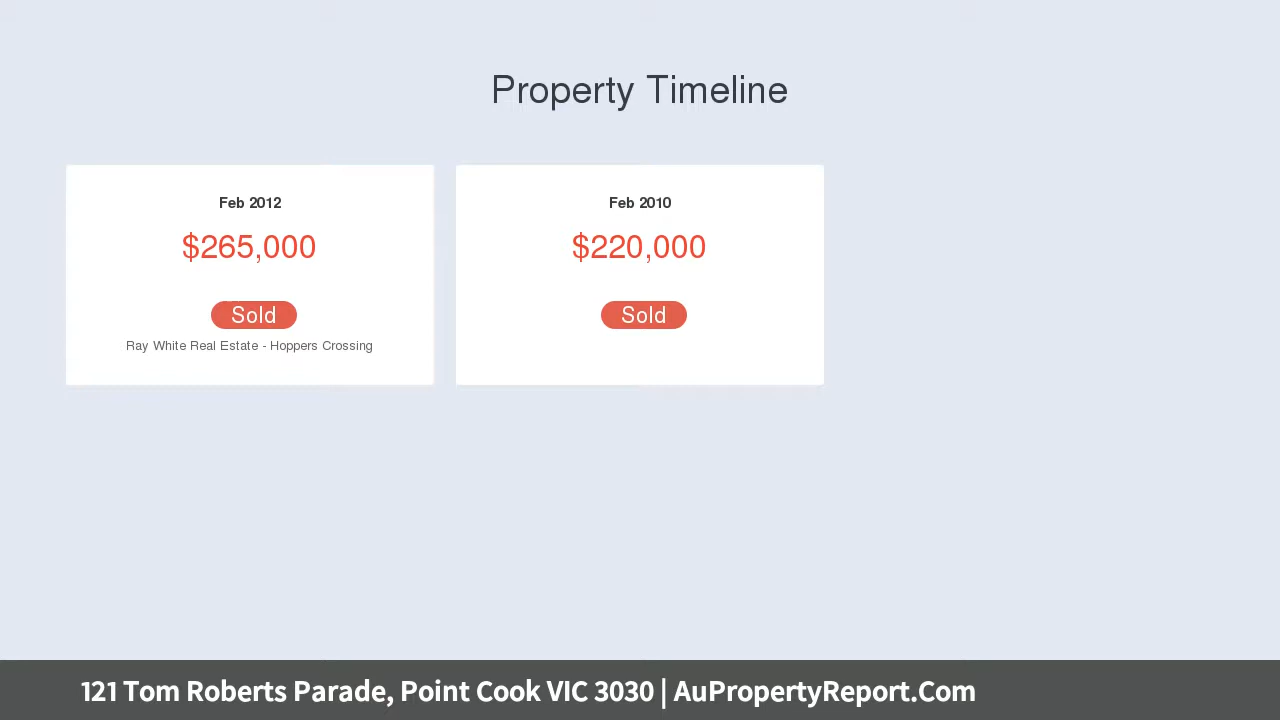 Property Timeline
Feb 2012
$265,000
Sold
Ray White Real Estate - Hoppers Crossing
Feb 2010
$220,000
Sold
121 Tom Roberts Parade, Point Cook VIC 3030 | AuPropertyReport.Com